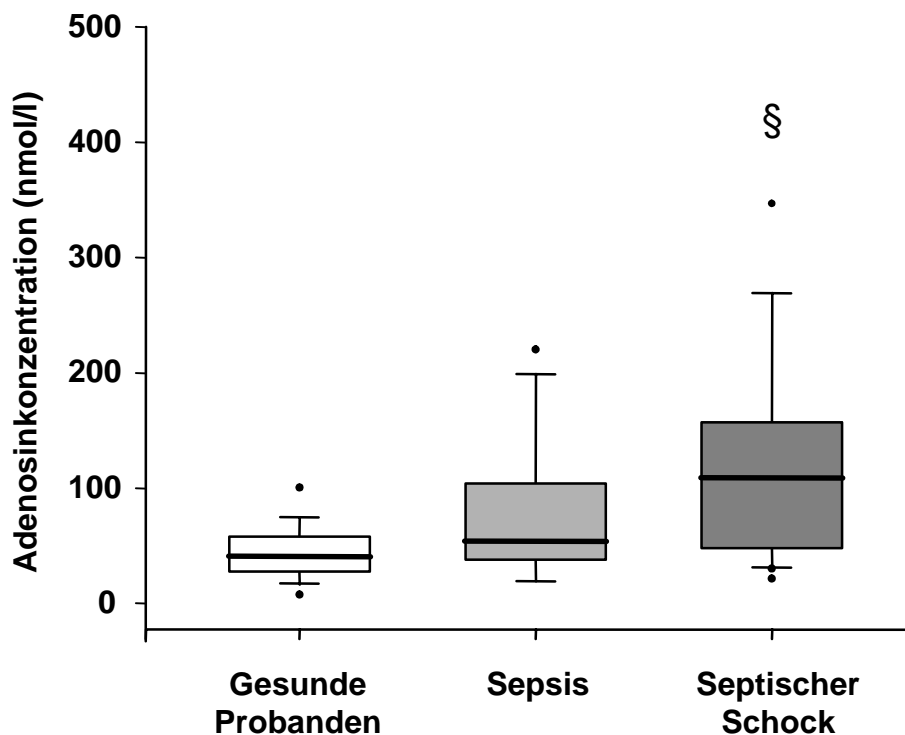 500
400
300
200
100
0
Adenosinkonzentration (nmol/l)
§
Gesunde
Probanden
Sepsis
Septischer
Schock